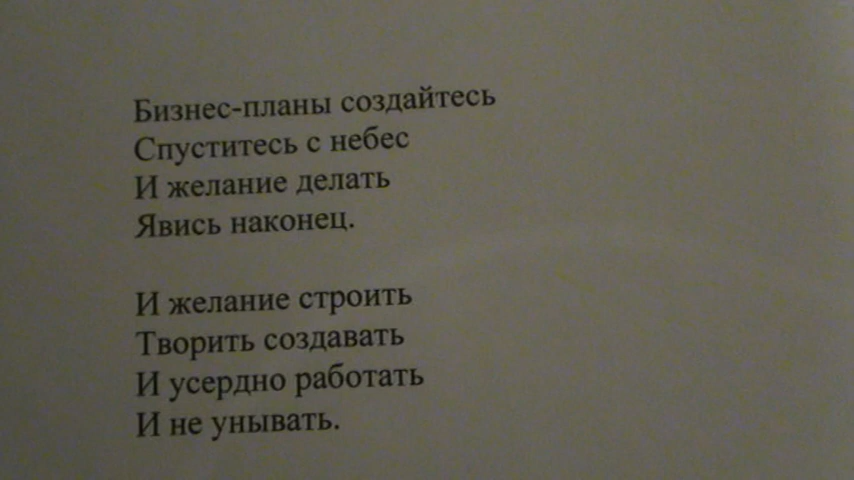 Бизнес-планы создайтесь
Спуститесь с небес
И желание делать
Явись наконец.
И желание строить
Творить создавать
И усердно работать
И не унывать.